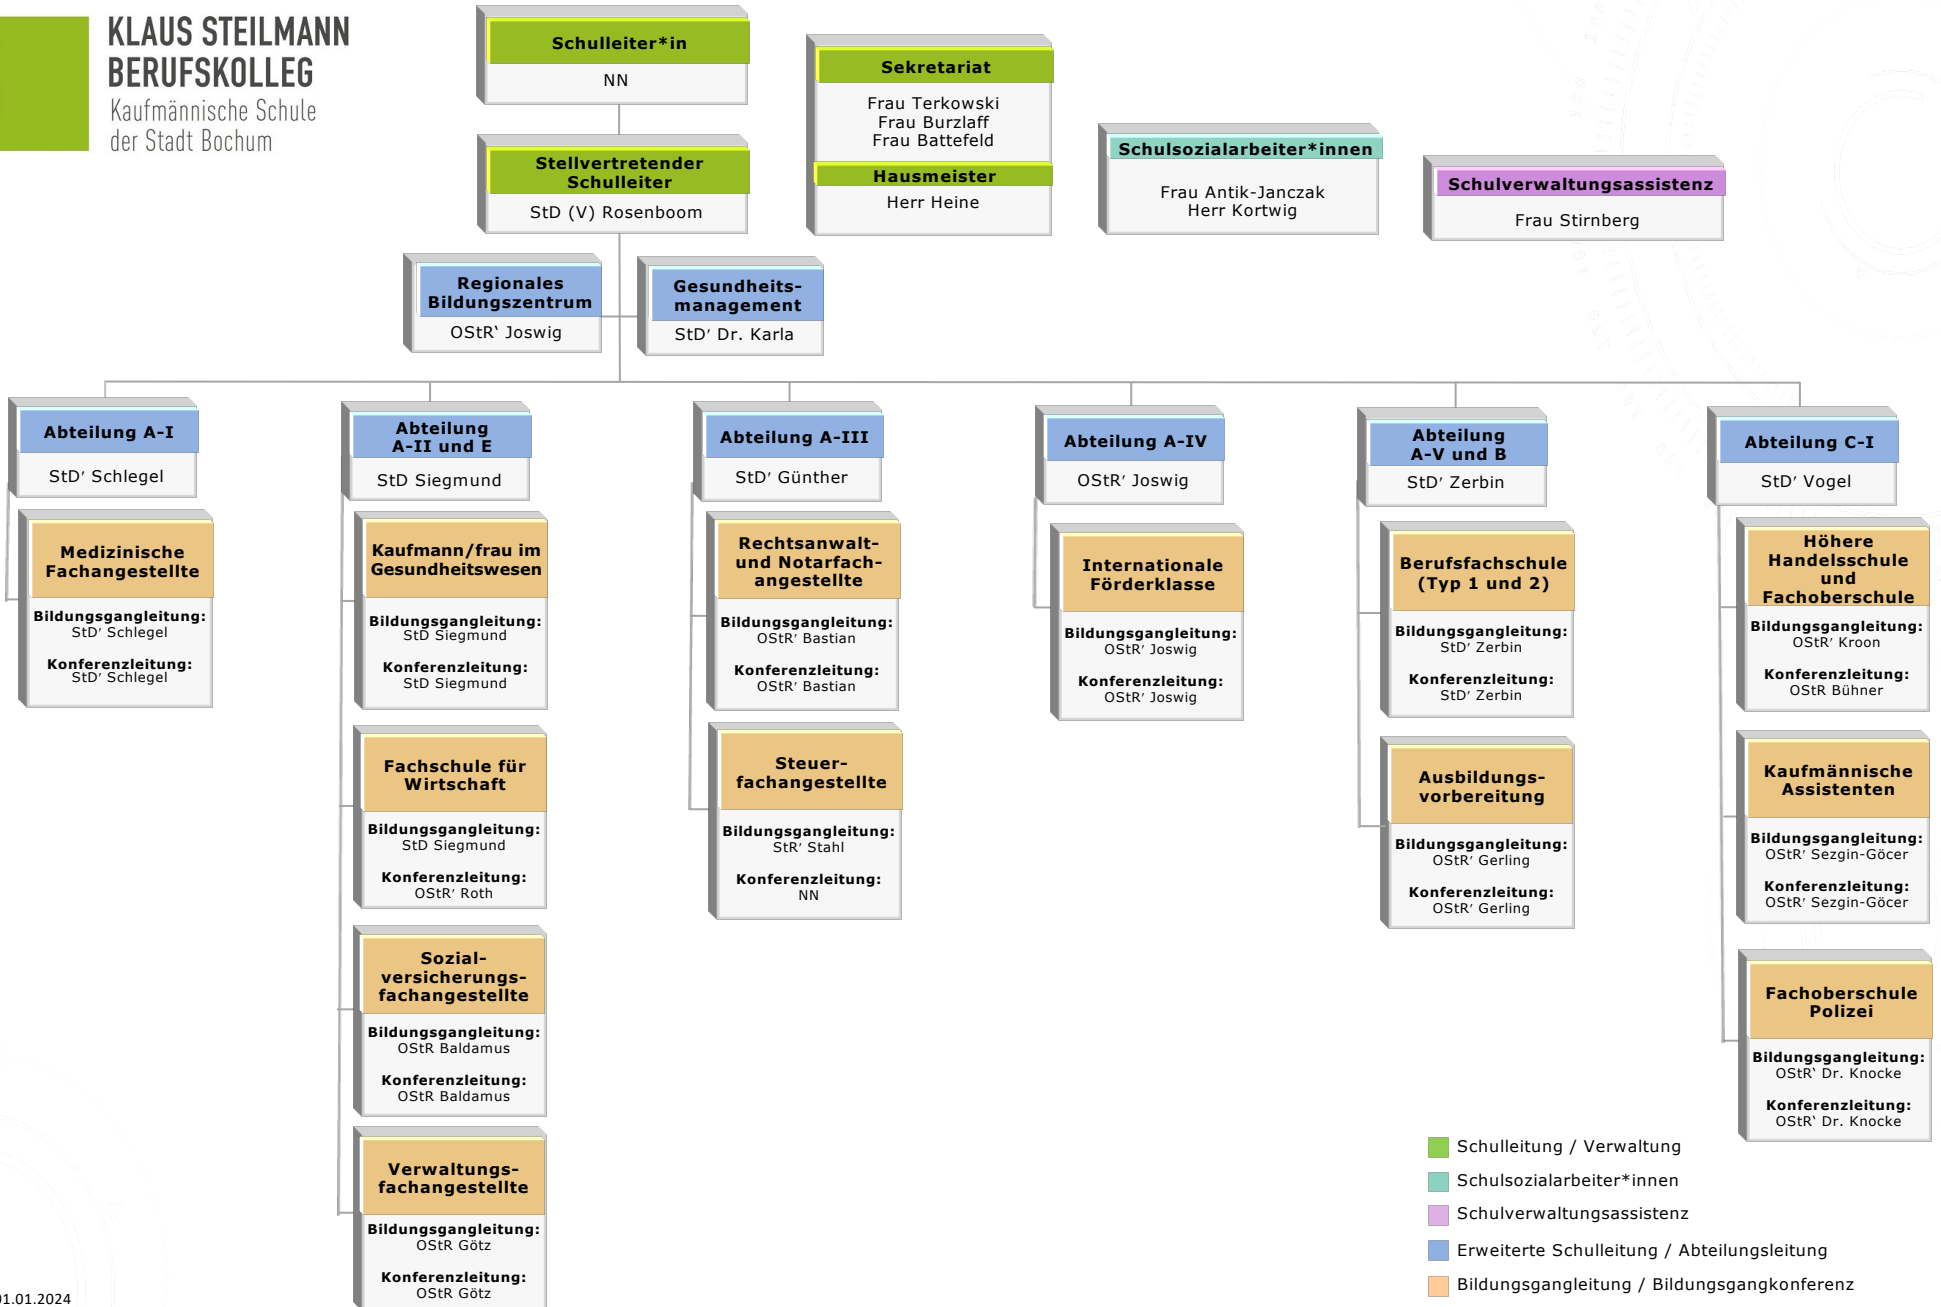 KLAUS STEILMANN
BERUFSKOLLEG
Kaufmännische Schule
der Stadt Bochum
Schulleiter*in
NN
Stellvertretender
Schulleiter
StD (V) Rosenboom
Sekretariat
Frau Terkowski
Frau Burzlaff
Frau Battefeld
Hausmeister
Herr Heine
Schulsozialarbeiter*innen
Frau Antik-Janczak
Herr Kortwig
Schulverwaltungsassistenz
Frau Stirnberg
Regionales
Bildungszentrum
OStR‘ Joswig
Gesundheits-
management
StD’ Dr. Karla
Abteilung A-I
StD’ Schlegel
Medizinische
Fachangestellte
Bildungsgangleitung:
StD’ Schlegel
Konferenzleitung:
StD’ Schlegel
Abteilung
A-II und E
StD Siegmund
Kaufmann/frau im
Gesundheitswesen
Bildungsgangleitung:
StD Siegmund
Konferenzleitung:
StD Siegmund
Fachschule für
Wirtschaft
Bildungsgangleitung:
StD Siegmund
Konferenzleitung:
OStR’ Roth
Sozial-
versicherungs-
fachangestellte
Bildungsgangleitung:
OStR Baldamus
Konferenzleitung:
OStR Baldamus
Verwaltungs-
fachangestellte
Bildungsgangleitung:
OStR Götz
Konferenzleitung:
OStR Götz
Abteilung A-III
StD’ Günther
Rechtsanwalt-
und Notarfach-
angestellte
Bildungsgangleitung:
OStR’ Bastian
Konferenzleitung:
OStR’ Bastian
Steuer-
fachangestellte
Bildungsgangleitung:
StR’ Stahl
Konferenzleitung:
NN
Abteilung A-IV
OStR’ Joswig
Internationale
Förderklasse
Bildungsgangleitung:
OStR’ Joswig
Konferenzleitung:
OStR’ Joswig
Abteilung
A-V und B
StD’ Zerbin
Berufsfachschule
(Typ 1 und 2)
Bildungsgangleitung:
StD’ Zerbin
Konferenzleitung:
StD’ Zerbin
Ausbildungs-
vorbereitung
Bildungsgangleitung:
OStR’ Gerling
Konferenzleitung:
OStR’ Gerling
Abteilung C-I
StD’ Vogel
Höhere
Handelsschule
und
Fachoberschule
Bildungsgangleitung:
OStR’ Kroon
Konferenzleitung:
OStR Bühner
Kaufmännische
Assistenten
Bildungsgangleitung:
OStR’ Sezgin-Göcer
Konferenzleitung:
OStR’ Sezgin-Göcer
Fachoberschule
Polizei
Bildungsgangleitung:
OStR‘ Dr. Knocke
Konferenzleitung:
OStR‘ Dr. Knocke
Schulleitung / Verwaltung
Schulsozialarbeiter*innen
Schulverwaltungsassistenz
Erweiterte Schulleitung / Abteilungsleitung
Bildungsgangleitung / Bildungsgangkonferenz
01.01.2024